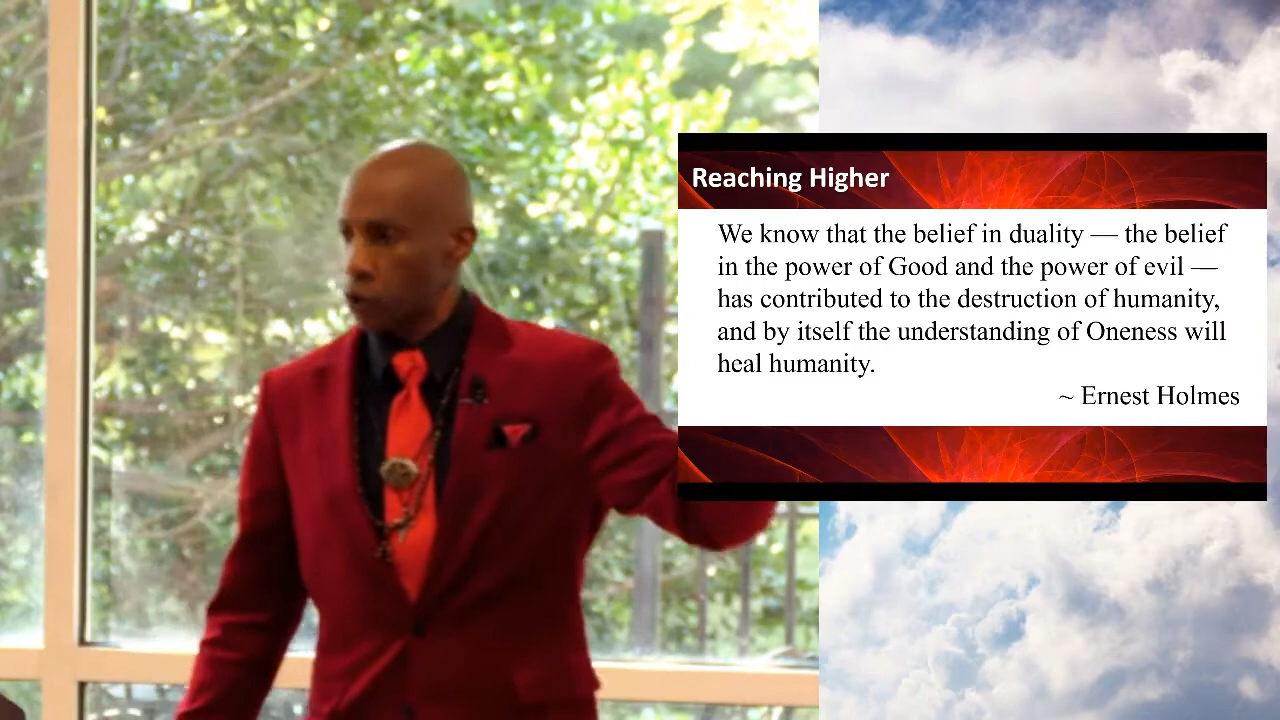 Reaching Higher
We know that the belief in duality — the belief
in the power of Good and the power of evil —
has contributed to the destruction of humanity,
and by itself the understanding of Oneness will
heal humanity.
~ Ernest Holmes